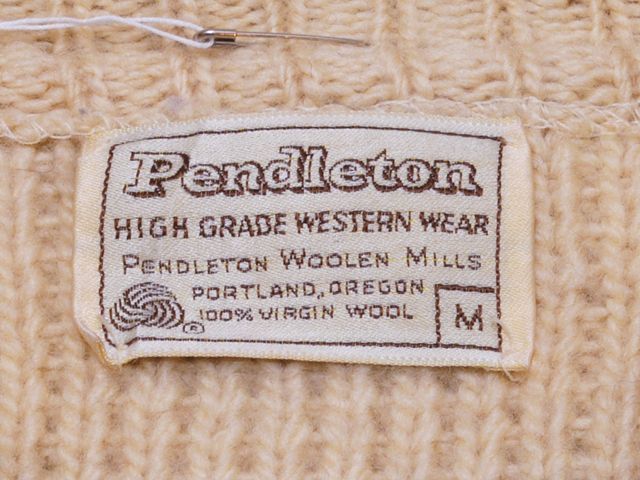 Pendleton
HIGH GRADE WESTERN WEAR
PENDLETON WOOLEN MILLS
PORTLAND, OREGON
® 100% VIRGIN WOOL
M